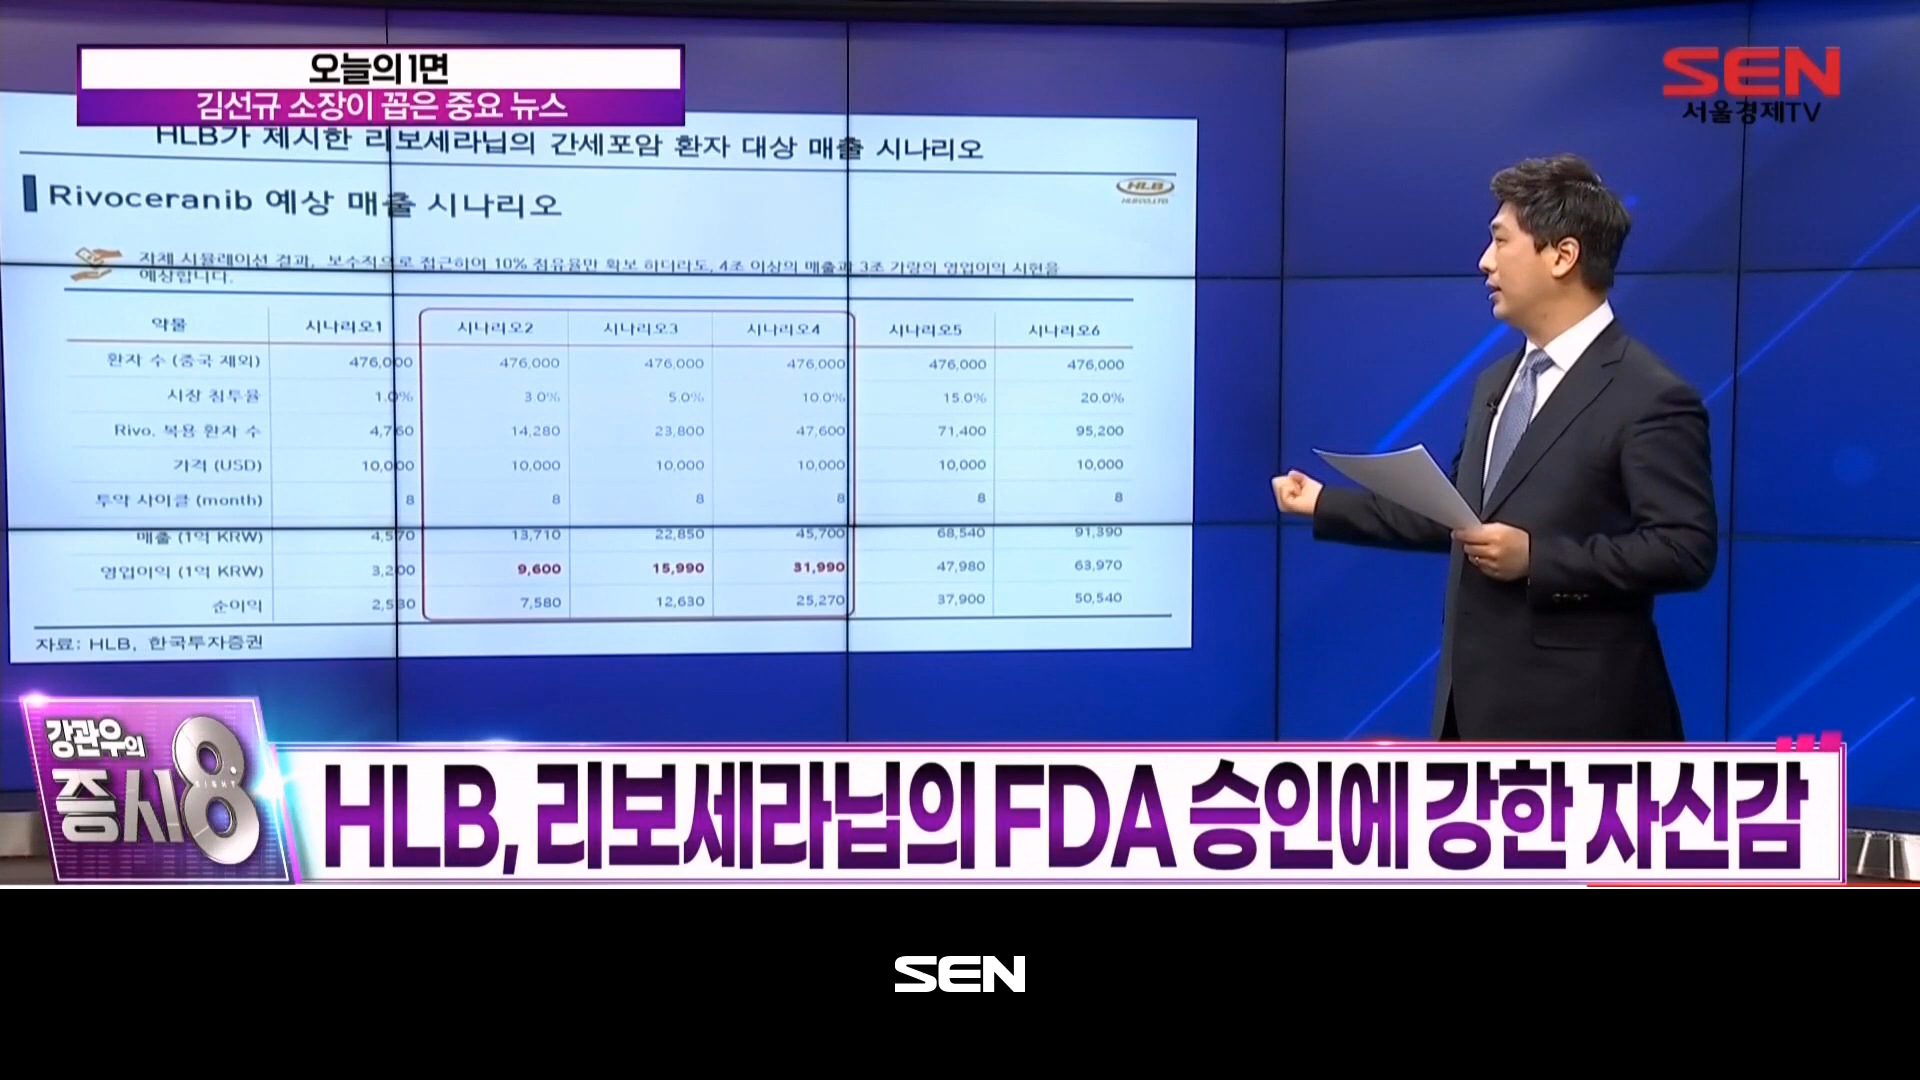 오늘의 1면
김선규 소장이 꼽은 중요 뉴스
SEN
서울경제TV
HLB가 제시한 리보세라닙의 간세포암 환자 대상 매출 시나리오
Rivoceranib 예상 매출 시나리오
HLB
자체 시뮬레이션 결과, 보수적으로 접근하여 10% 점유율만 확보 하더라도, 4조 이상의 매출과 3조 가량의 영업이익 시현을
예상합니다.
약물 시나리오1 시나리오2 시나리오3 시나리오4 시나리오5 시나리오6
환자 수 (중국 제외) 476,000 476,000 476,000 476,000 476,000 476,000
시장 침투율 1.0% 3.0% 5.0% 10.0% 15.0% 20.0%
Rivo. 복용 환자 수 4,760 14,280 23,800 47,600 71,400 95,200
가격 (USD) 10,000 10,000 10,000 10,000 10,000 10,000
투약 사이클 (month) 8 8 8 8 8 8
매출 (1억 KRW) 4,570 13,710 22,850 45,700 68,540 91,390
영업이익 (1억 KRW) 3,200 9,600 15,990 31,990 47,980 63,970
순이익 2,530 7,580 12,630 25,270 37,900 50,540
자료: HLB, 한국투자증권
강관우의
증시8
HLB, 리보세라닙의 FDA 승인에 강한 자신감
SEN